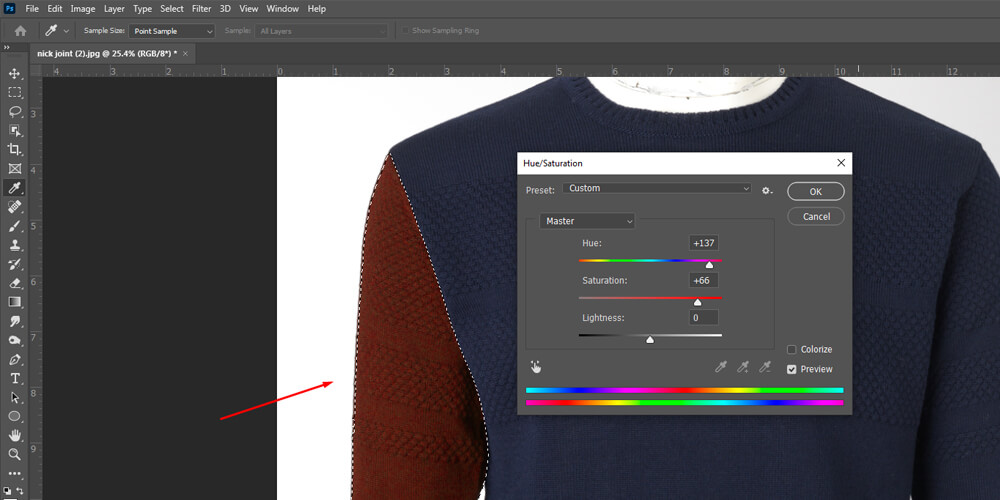 Ps File Edit Image Layer Type Select Filter 3D View Window Help
Sample Size: Point Sample Sample: All Layers Show Sampling Ring
nick joint (2).jpg @ 25.4% (RGB/8*) * ×
4 3 2 1 0 1 2 3 4 5 6 7 8 9 10 11 12
3
4
5
6
7
8
9
Hue/Saturation
Preset: Custom
OK
Cancel
Master
Hue: +137
Saturation: +66
Lightness: 0
Colorize
Preview
T